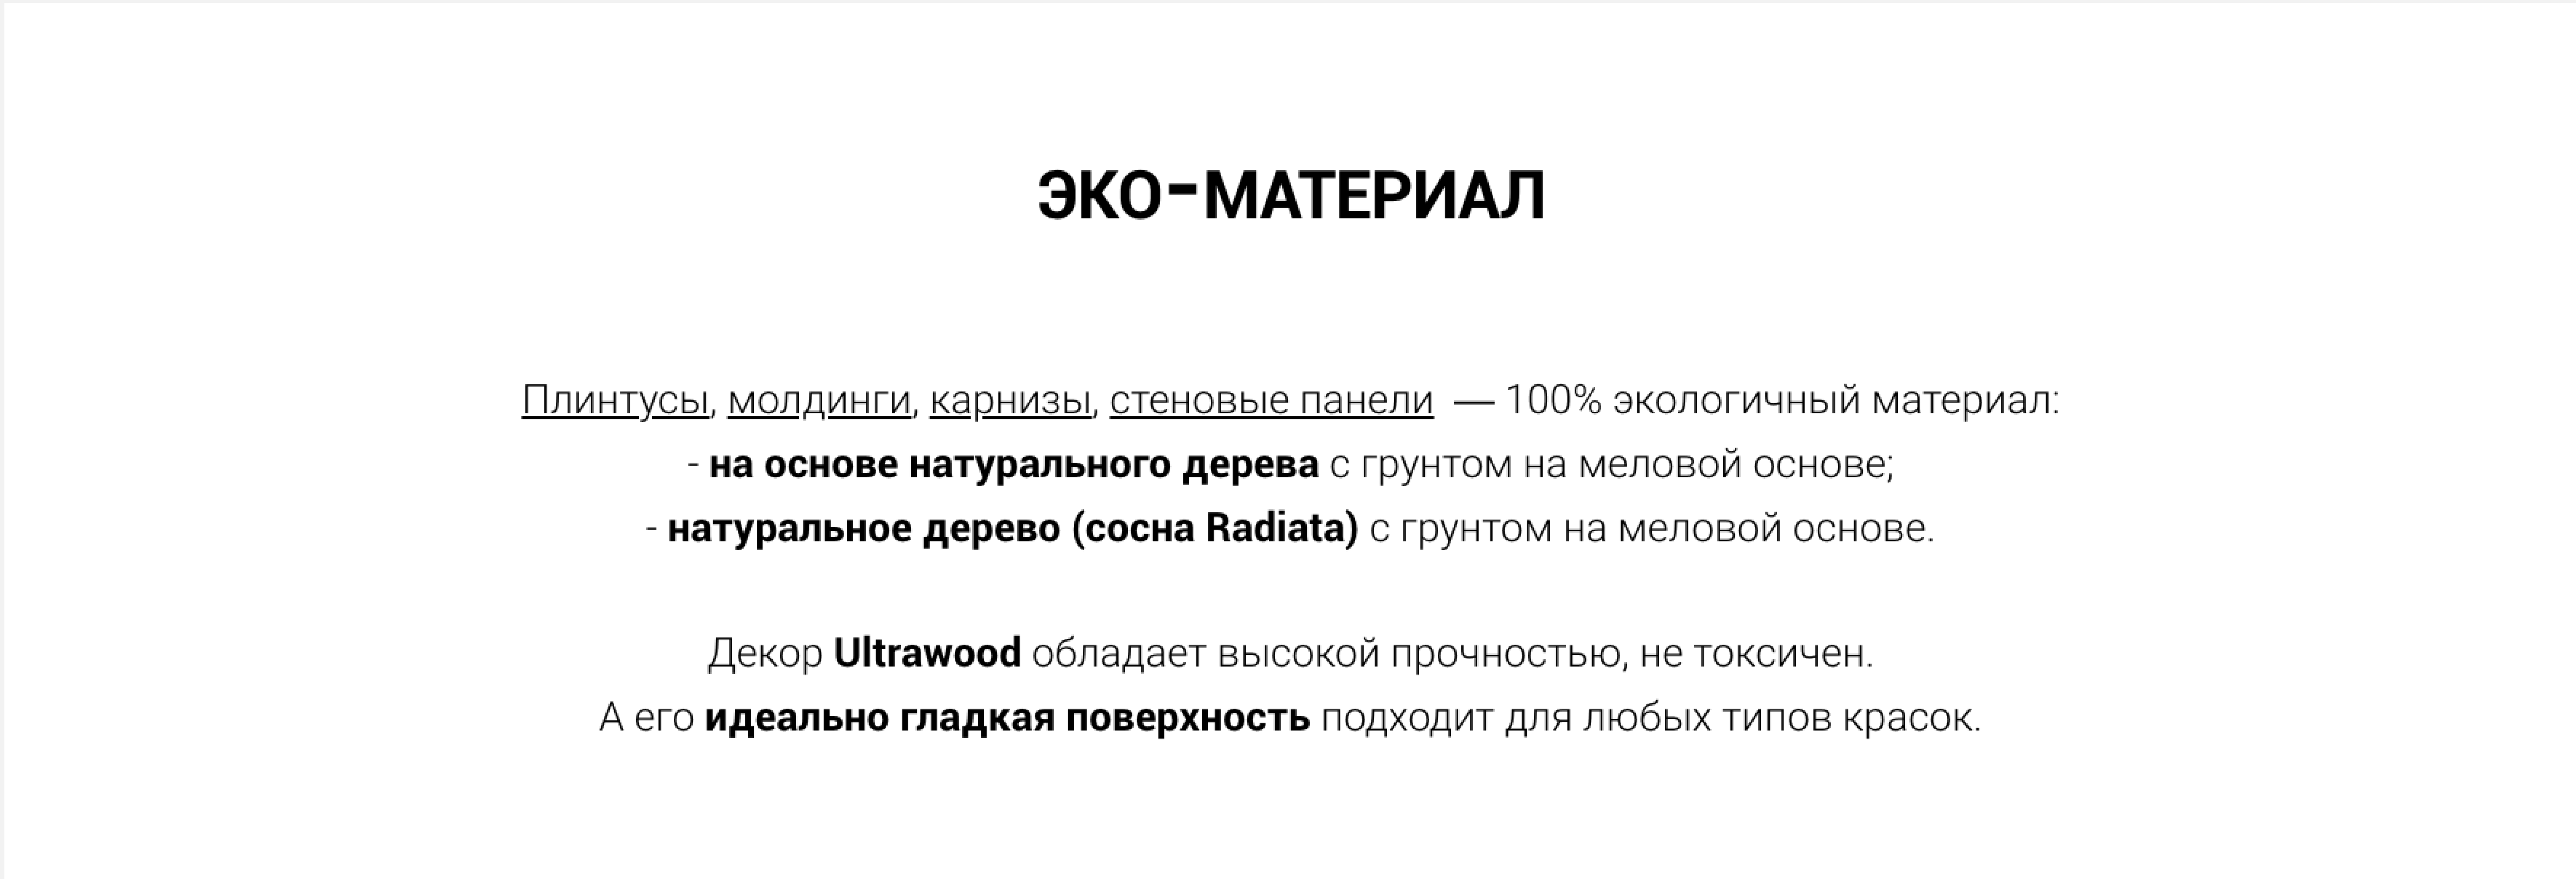 ЭКО-МАТЕРИАЛ
Плинтусы, молдинги, карнизы, стеновые панели — 100% экологичный материал:
- на основе натурального дерева с грунтом на меловой основе;
- натуральное дерево (сосна Radiata) с грунтом на меловой основе.
Декор Ultrawood обладает высокой прочностью, не токсичен.
А его идеально гладкая поверхность подходит для любых типов красок.